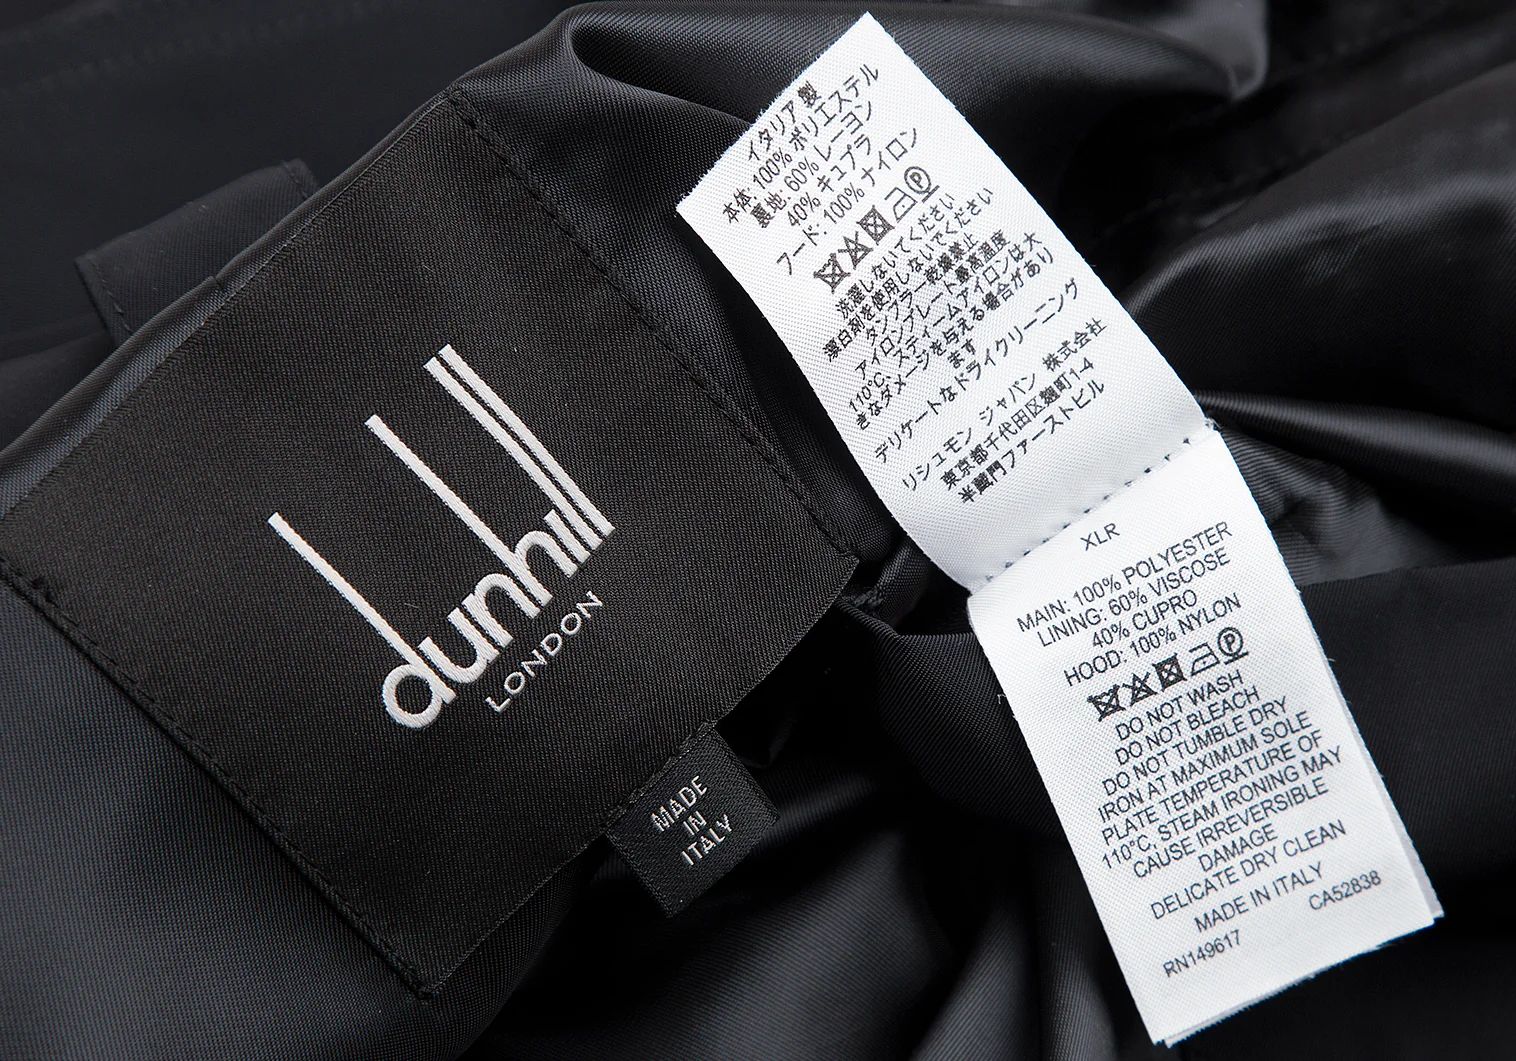 dunhill
LONDON
MADE
IN
ITALY
イタリア製
本体: 100% ポリエステル
裏地: 60% レーヨン
40% キュプラ
フード: 100% ナイロン
洗濯しないでください
漂白剤を使用しないでください
タンブラー乾燥禁止
アイロンプレート最高温度
110°C. スティームアイロンは大
きなダメージを与える場合があり
ます
デリケートなドライクリーニング
リシュモン ジャパン 株式会社
東京都千代田区麹町1-4
半蔵門ファーストビル
XLR
MAIN: 100% POLYESTER
LINING: 60% VISCOSE
40% CUPRO
HOOD: 100% NYLON
DO NOT WASH
DO NOT BLEACH
DO NOT TUMBLE DRY
IRON AT MAXIMUM SOLE
PLATE TEMPERATURE OF
110°C, STEAM IRONING MAY
CAUSE IRREVERSIBLE
DAMAGE
DELICATE DRY CLEAN
MADE IN ITALY
CA52838
RN149617